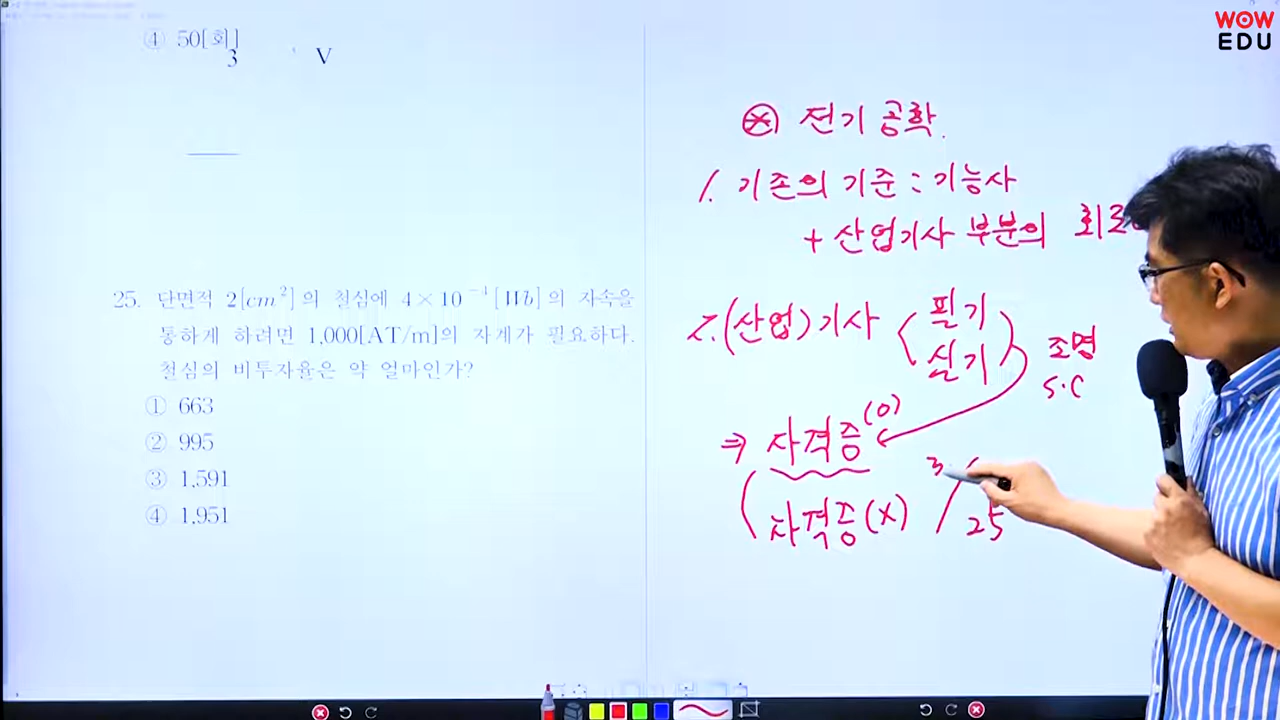 WOW
EDU
④ 50[회]
3 V
25. 단면적 2[cm²]의 철심에 4×10⁻⁴[Wb]의 자속을
통하게 하려면 1,000[AT/m]의 자계가 필요하다.
철심의 비투자율은 약 얼마인가?
① 663
② 995
③ 1,591
④ 1,951
⊛ 전기 공학.
1. 기존의 기준 : 기능사
+ 산업기사 부분의 회로
2. (산업) 기사 ( 필기
실기 )
조명
S.C
⇒ 자격증(o)
자격증(x)
3 / 25